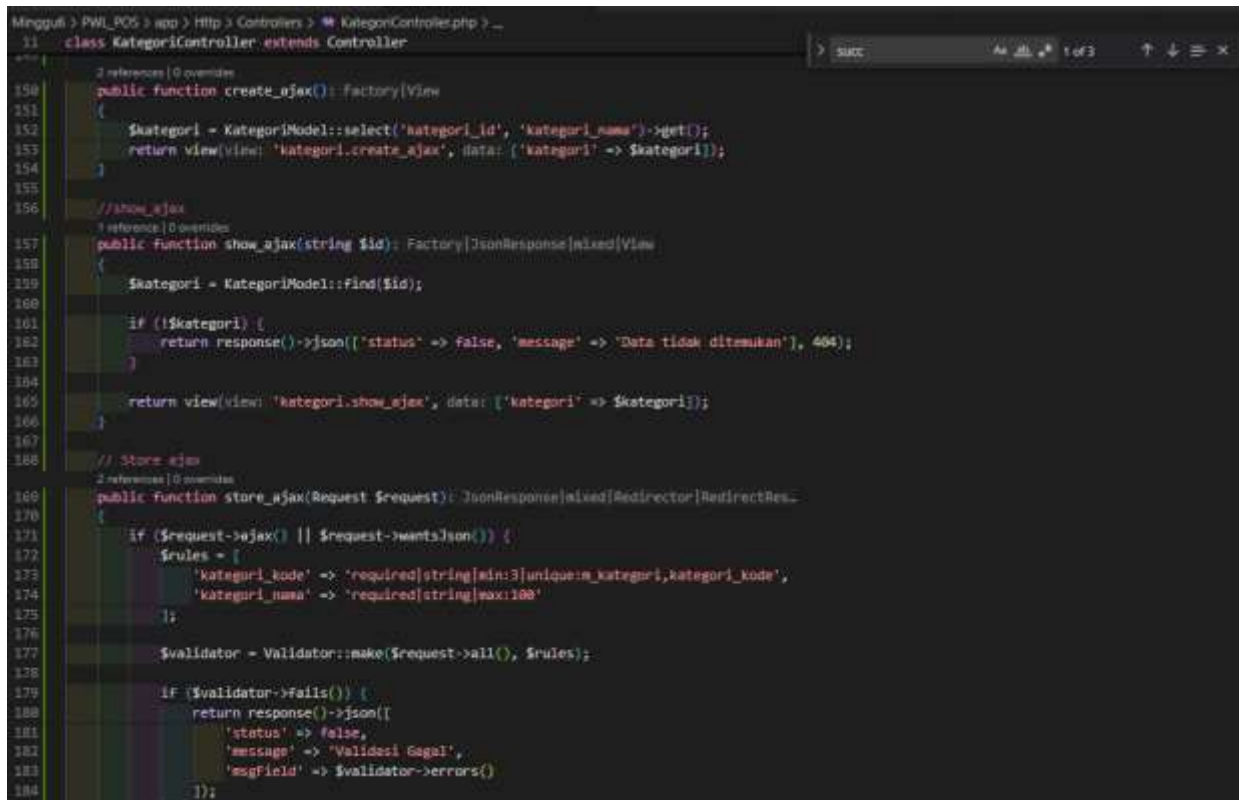 Minggu6 > PWL_POS > app > Http > Controllers > KategoriController.php > ...
11 class KategoriController extends Controller
> succ Aa ab .* 1 of 3
2 references | 0 overrides
150 public function create_ajax(): Factory|View
151 {
152 $kategori = KategoriModel::select('kategori_id', 'kategori_nama')->get();
153 return view(view: 'kategori.create_ajax', data: ['kategori' => $kategori]);
154 }
155
156 //show_ajax
1 reference | 0 overrides
157 public function show_ajax(string $id): Factory|JsonResponse|mixed|View
158 {
159 $kategori = KategoriModel::find($id);
160
161 if (!$kategori) {
162 return response()->json(['status' => false, 'message' => 'Data tidak ditemukan'], 404);
163 }
164
165 return view(view: 'kategori.show_ajax', data: ['kategori' => $kategori]);
166 }
167
168 // Store ajax
2 references | 0 overrides
169 public function store_ajax(Request $request): JsonResponse|mixed|Redirector|RedirectRes...
170 {
171 if ($request->ajax() || $request->wantsJson()) {
172 $rules = [
173 'kategori_kode' => 'required|string|min:3|unique:m_kategori,kategori_kode',
174 'kategori_nama' => 'required|string|max:100'
175 ];
176
177 $validator = Validator::make($request->all(), $rules);
178
179 if ($validator->fails()) {
180 return response()->json([
181 'status' => false,
182 'message' => 'Validasi Gagal',
183 'msgField' => $validator->errors()
184 ]);